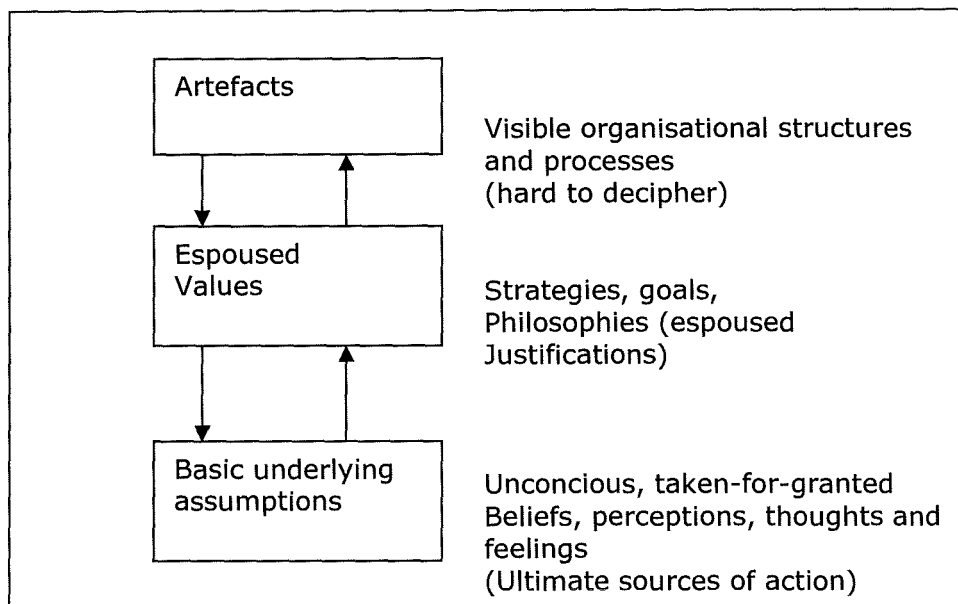 Artefacts
Visible organisational structures
and processes
(hard to decipher)
Espoused
Values
Strategies, goals,
Philosophies (espoused
Justifications)
Basic underlying
assumptions
Unconcious, taken-for-granted
Beliefs, perceptions, thoughts and
feelings
(Ultimate sources of action)